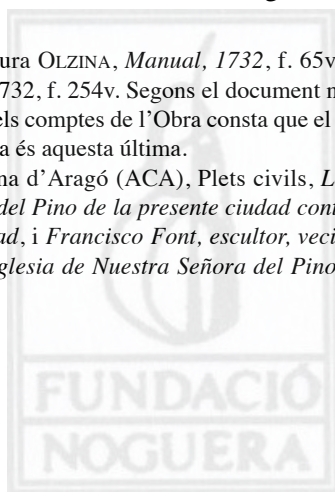 ura OLZINA, Manual, 1732, f. 65v
732, f. 254v. Segons el document
els comptes de l’Obra consta que el
a és aquesta última.
na d’Aragó (ACA), Plets civils, L
del Pino de la presente ciudad con
ad, i Francisco Font, escultor, veci
glesia de Nuestra Señora del Pino
FUNDACIÓ
NOGUERA